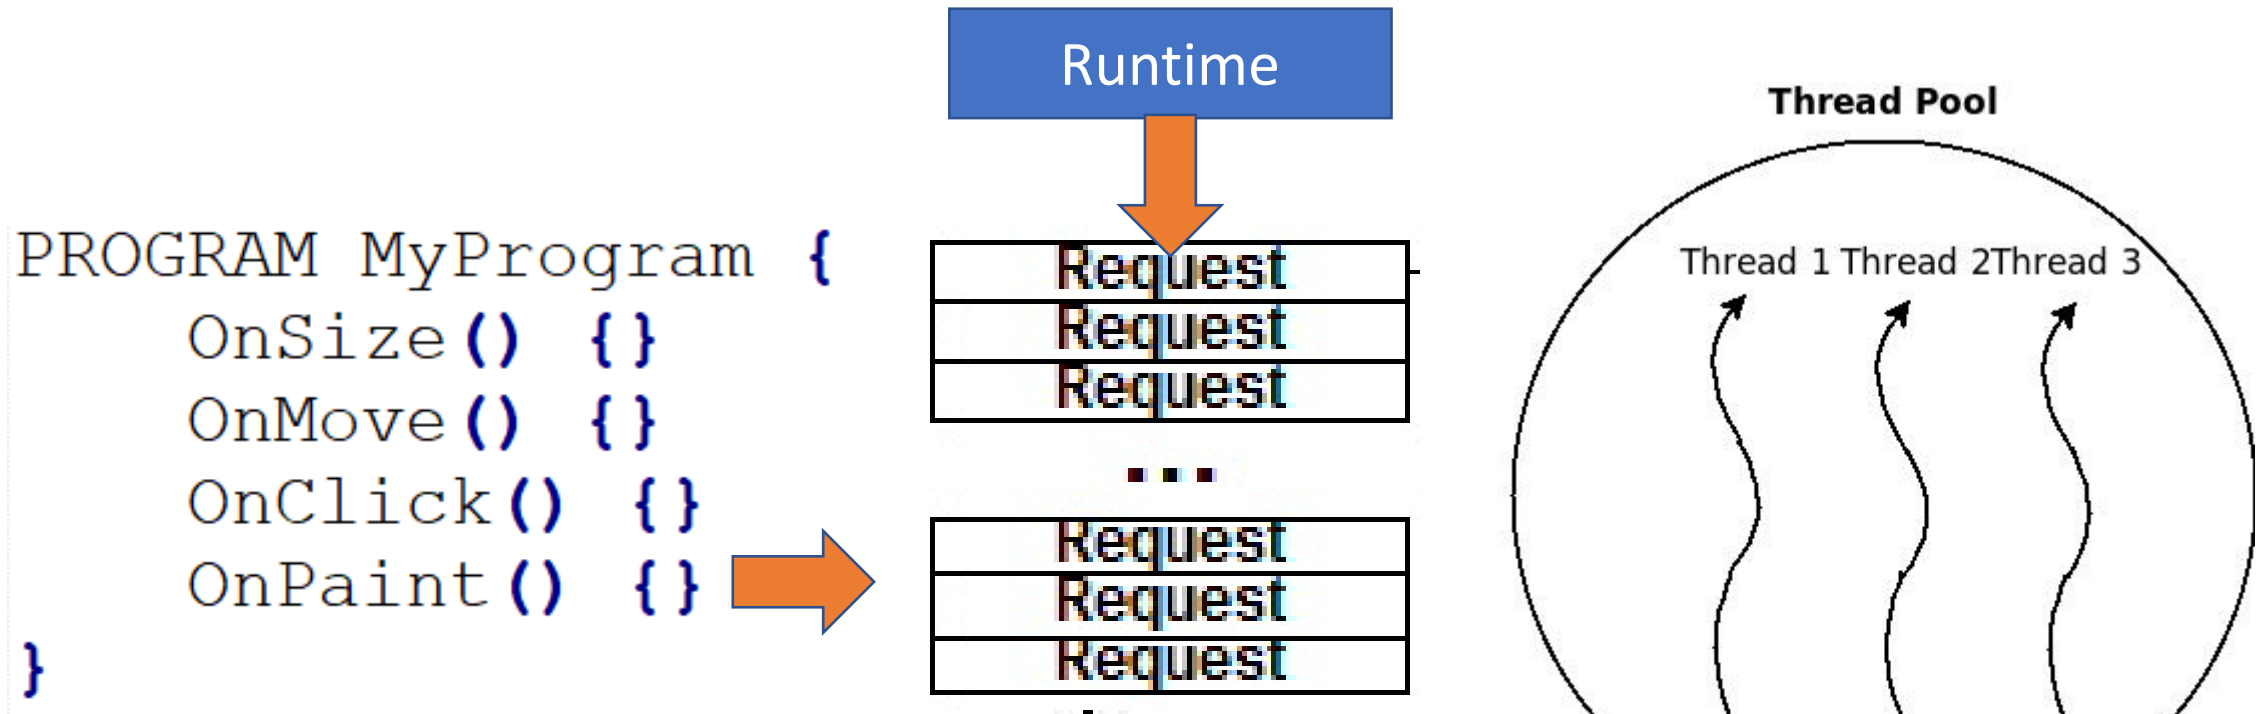 PROGRAM MyProgram {
OnSize() {}
OnMove() {}
OnClick() {}
OnPaint() {}
}
Runtime
Request
Request
Request
...
Request
Request
Request
Thread Pool
Thread 1 Thread 2Thread 3